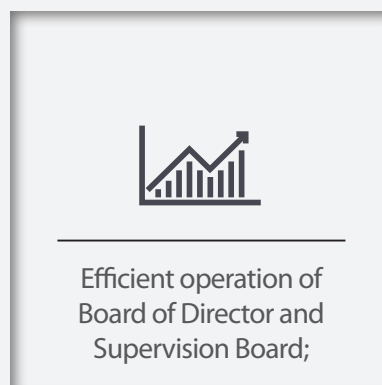 Efficient operation of
Board of Director and
Supervision Board;